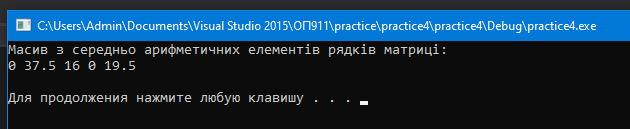 C:\Users\Admin\Documents\Visual Studio 2015\ОП911\practice\practice4\practice4\Debug\practice4.exe
Масив з середньо арифметичних елементів рядків матриці:
0 37.5 16 0 19.5
Для продолжения нажмите любую клавишу . . .